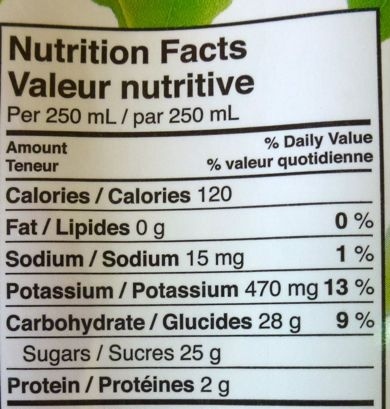 Nutrition Facts
Valeur nutritive
Per 250 mL / par 250 mL
Amount % Daily Value
Teneur % valeur quotidienne
Calories / Calories 120
Fat / Lipides 0 g 0 %
Sodium / Sodium 15 mg 1 %
Potassium / Potassium 470 mg 13 %
Carbohydrate / Glucides 28 g 9 %
Sugars / Sucres 25 g
Protein / Protéines 2 g